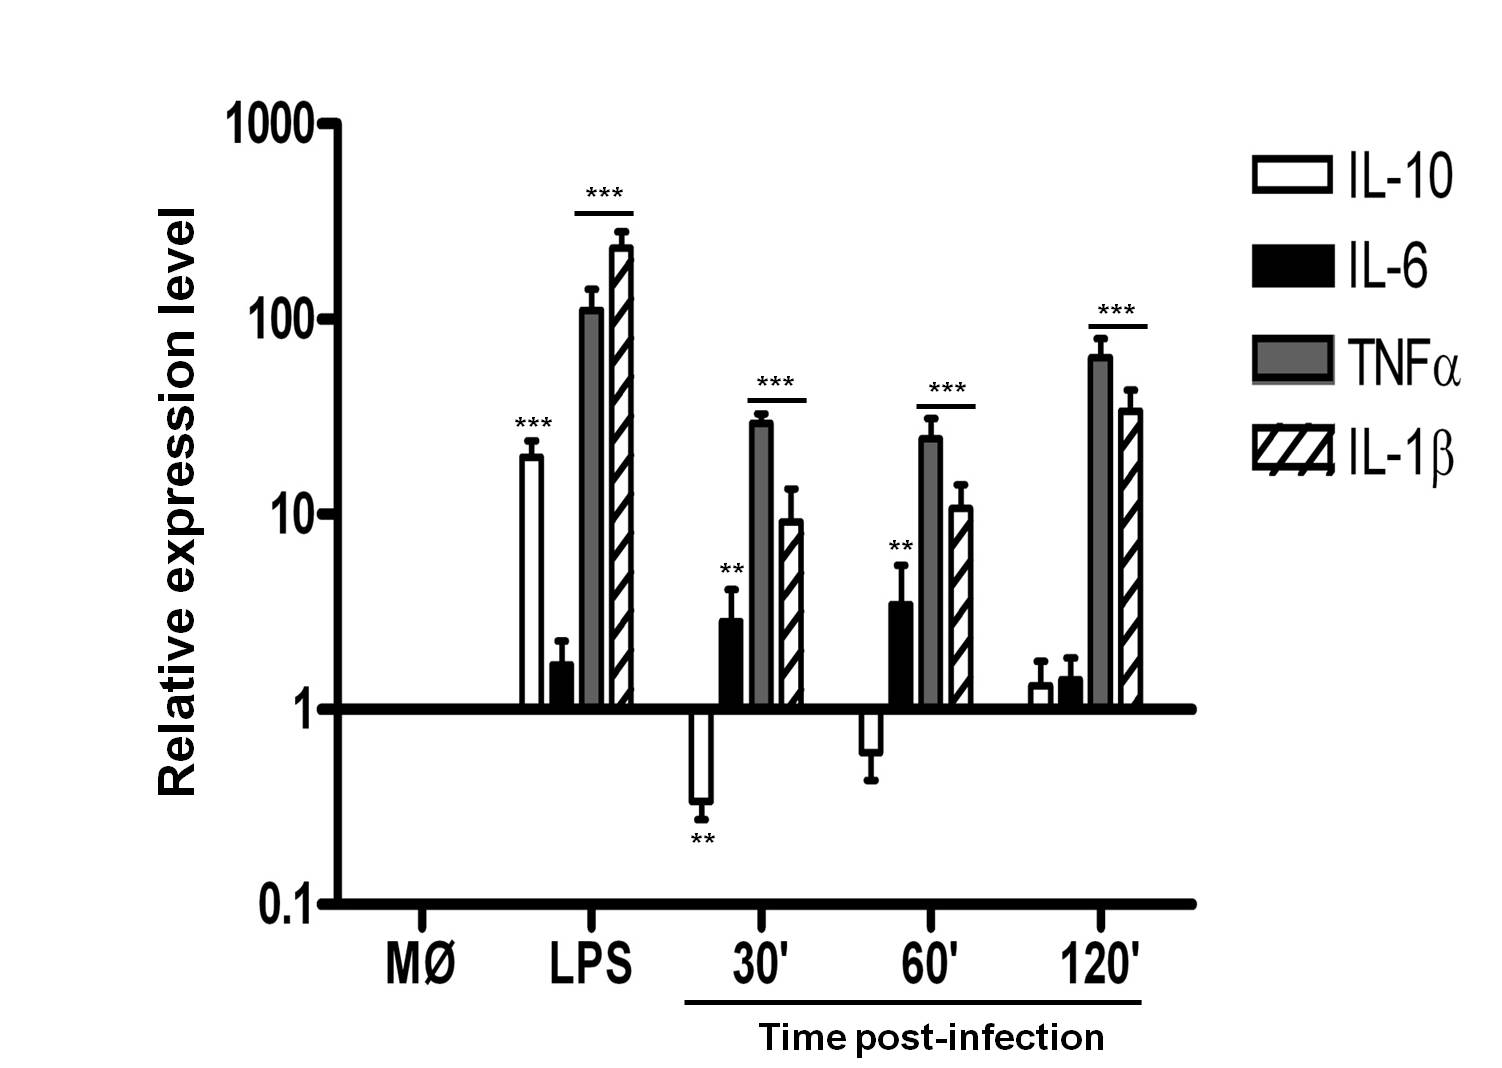 1000
100
10
1
0.1
Relative expression level
***
***
**
**
***
**
***
***
MØ
LPS
30'
60'
120'
Time post-infection
IL-10
IL-6
TNFα
IL-1β